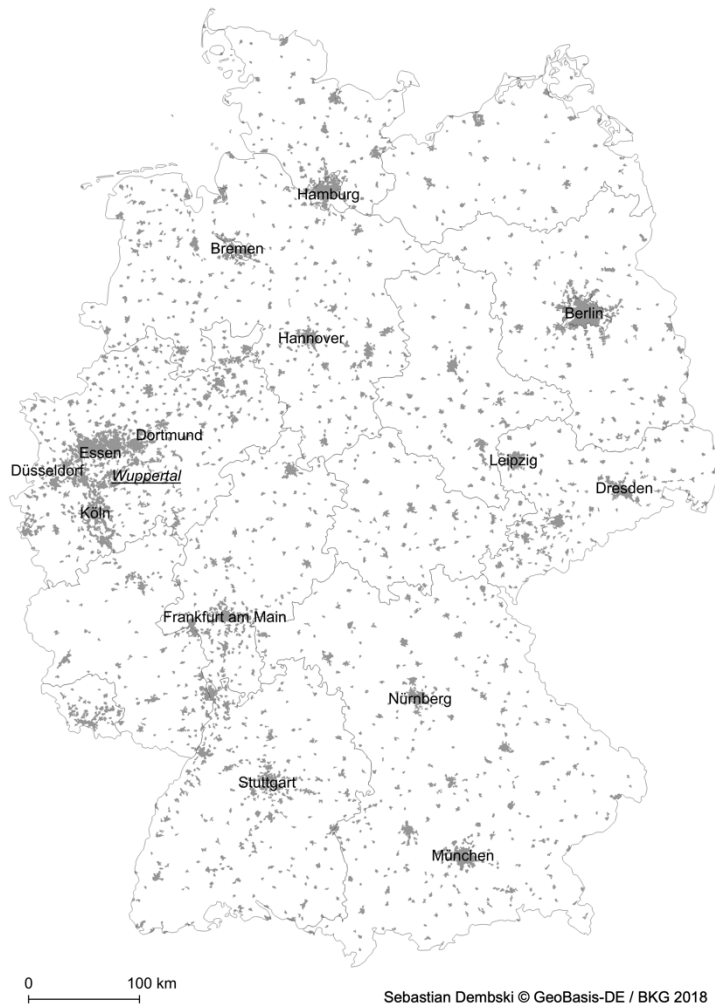 Hamburg
Bremen
Berlin
Hannover
Dortmund
Essen
Düsseldorf
Wuppertal
Leipzig
Dresden
Köln
Frankfurt am Main
Nürnberg
Stuttgart
München
0 100 km
Sebastian Dembski © GeoBasis-DE / BKG 2018